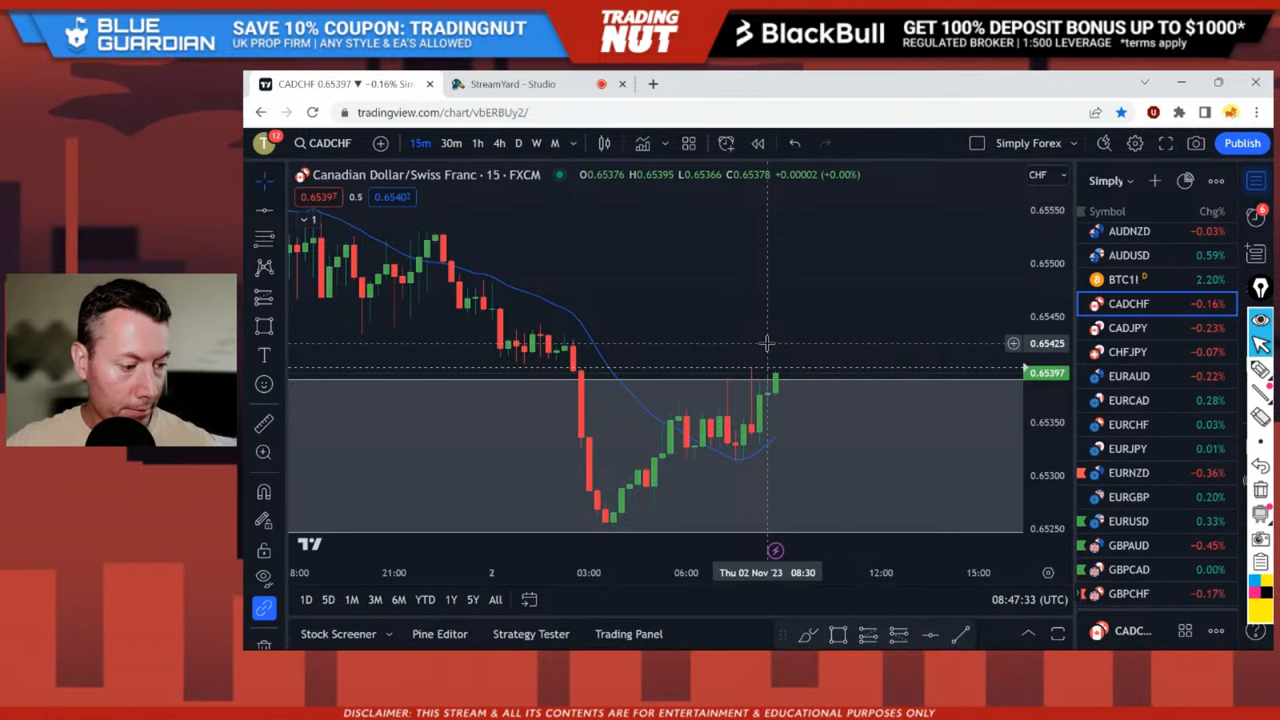 BLUE GUARDIAN
SAVE 10% COUPON: TRADINGNUT
UK PROP FIRM | ANY STYLE & EA'S ALLOWED
TRADING NUT
BlackBull
GET 100% DEPOSIT BONUS UP TO $1000*
REGULATED BROKER | 1:500 LEVERAGE *terms apply
CADCHF 0.65397 ▼ −0.16% Sim
StreamYard - Studio
tradingview.com/chart/vbERBUy2/
12
T
CADCHF
15m 30m 1h 4h D W M
Simply Forex
Publish
Canadian Dollar/Swiss Franc · 15 · FXCM
O0.65376 H0.65395 L0.65366 C0.65378 +0.00002 (+0.00%)
CHF
0.65397 0.5 0.65402
1
0.65550
0.65500
0.65450
0.65425
0.65397
0.65350
0.65300
0.65250
8:00 21:00 2 03:00 06:00 Thu 02 Nov '23 08:30 12:00 15:00
1D 5D 1M 3M 6M YTD 1Y 5Y All
08:47:33 (UTC)
Stock Screener Pine Editor Strategy Tester Trading Panel
Simply
Symbol Chg%
AUDNZD −0.03%
AUDUSD 0.59%
BTC1! D 2.20%
CADCHF −0.16%
CADJPY −0.23%
CHFJPY −0.07%
EURAUD −0.22%
EURCAD 0.28%
EURCHF 0.03%
EURJPY 0.01%
EURNZD −0.36%
EURGBP 0.20%
EURUSD 0.33%
GBPAUD −0.45%
GBPCAD 0.00%
GBPCHF −0.17%
CADC...
6
DISCLAIMER: THIS STREAM & ALL ITS CONTENTS ARE FOR ENTERTAINMENT & EDUCATIONAL PURPOSES ONLY